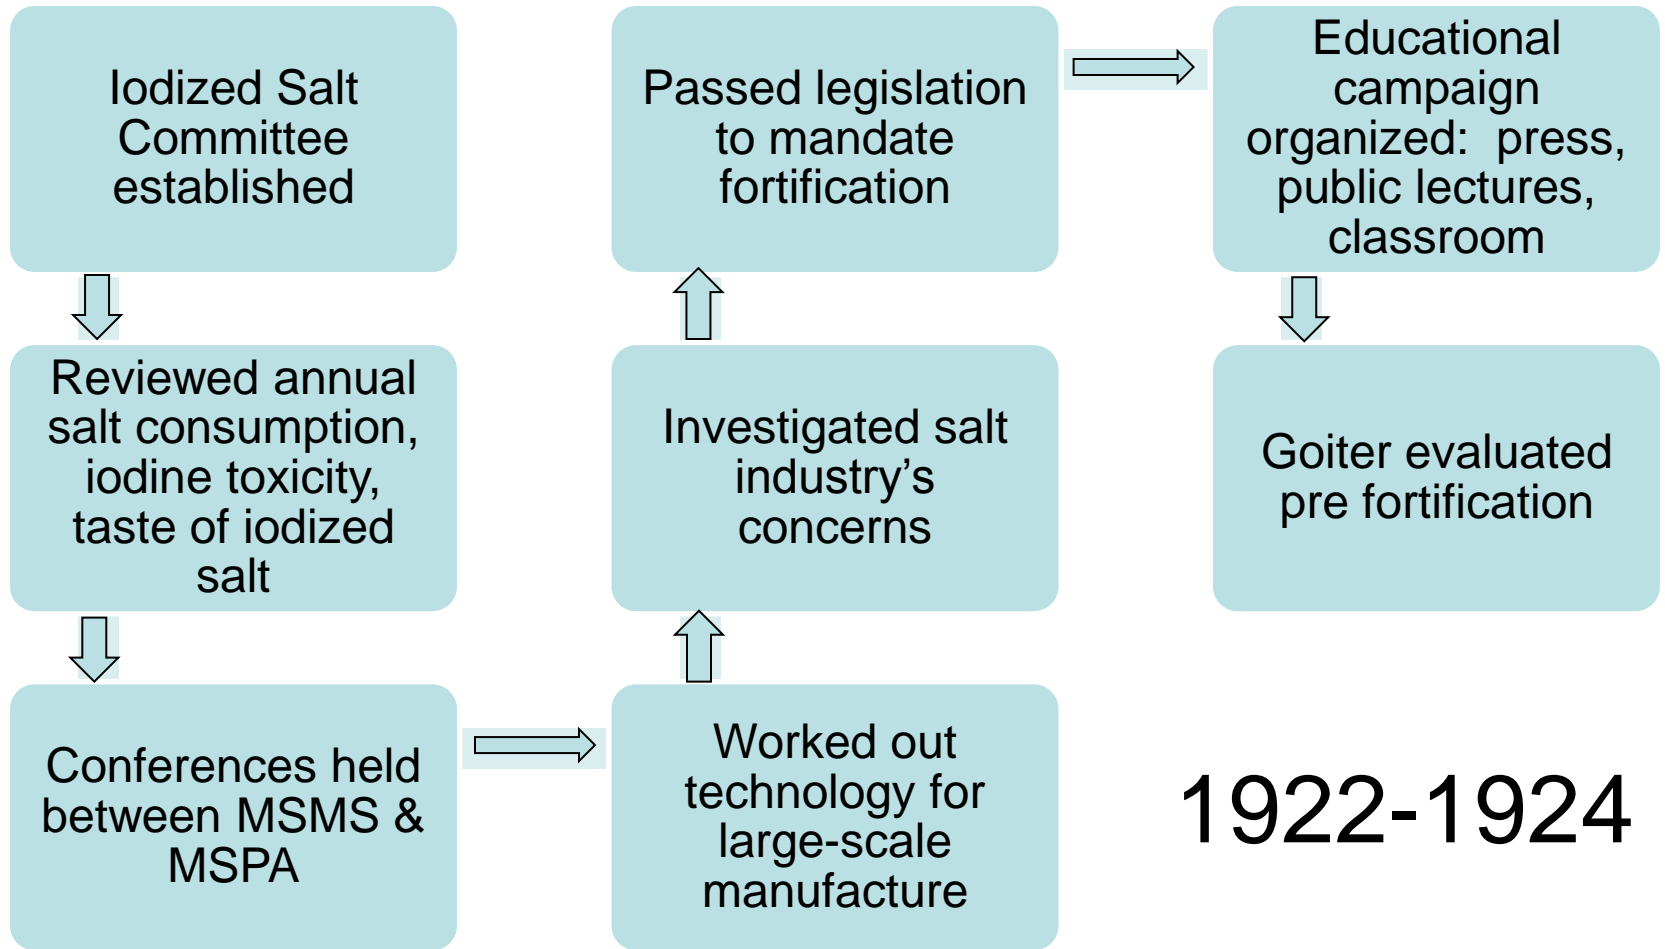 Iodized Salt
Committee
established
Reviewed annual
salt consumption,
iodine toxicity,
taste of iodized
salt
Conferences held
between MSMS &
MSPA
Worked out
technology for
large-scale
manufacture
Investigated salt
industry’s
concerns
Passed legislation
to mandate
fortification
Educational
campaign
organized:  press,
public lectures,
classroom
Goiter evaluated
pre fortification
1922-1924